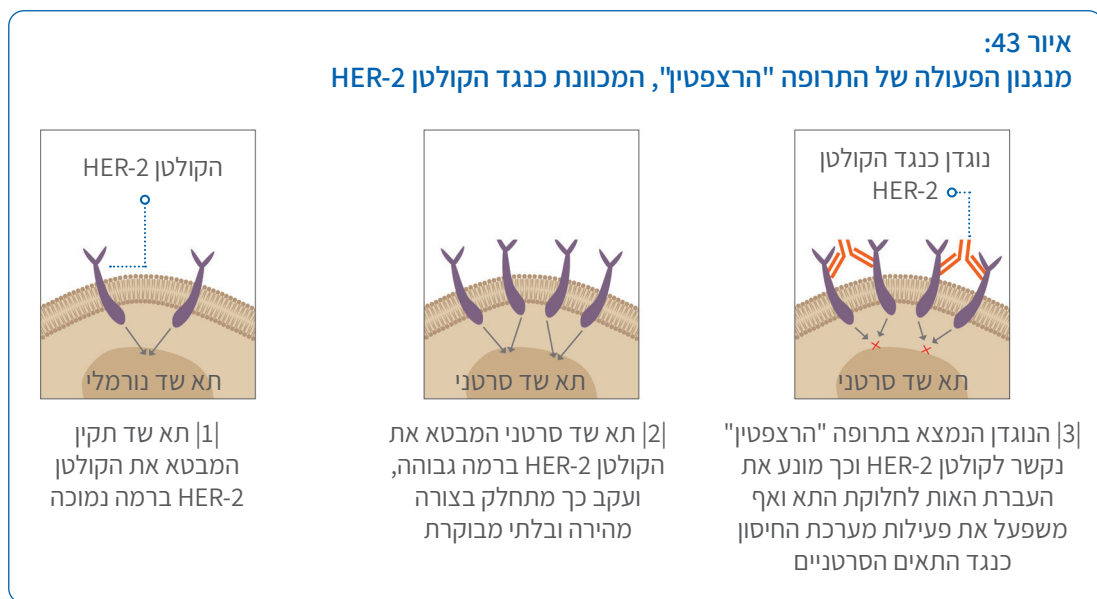 איור 43:
מנגנון הפעולה של התרופה "הרצפטין", המכוונת כנגד הקולטן HER-2
הקולטן HER-2
תא שד נורמלי
|1| תא שד תקין
המבטא את הקולטן
HER-2 ברמה נמוכה
תא שד סרטני
|2| תא שד סרטני המבטא את
הקולטן HER-2 ברמה גבוהה,
ועקב כך מתחלק בצורה
מהירה ובלתי מבוקרת
נוגדן כנגד הקולטן
HER-2
תא שד סרטני
|3| הנוגדן הנמצא בתרופה "הרצפטין"
נקשר לקולטן HER-2 וכך מונע את
העברת האות לחלוקת התא ואף
משפעל את פעילות מערכת החיסון
כנגד התאים הסרטניים